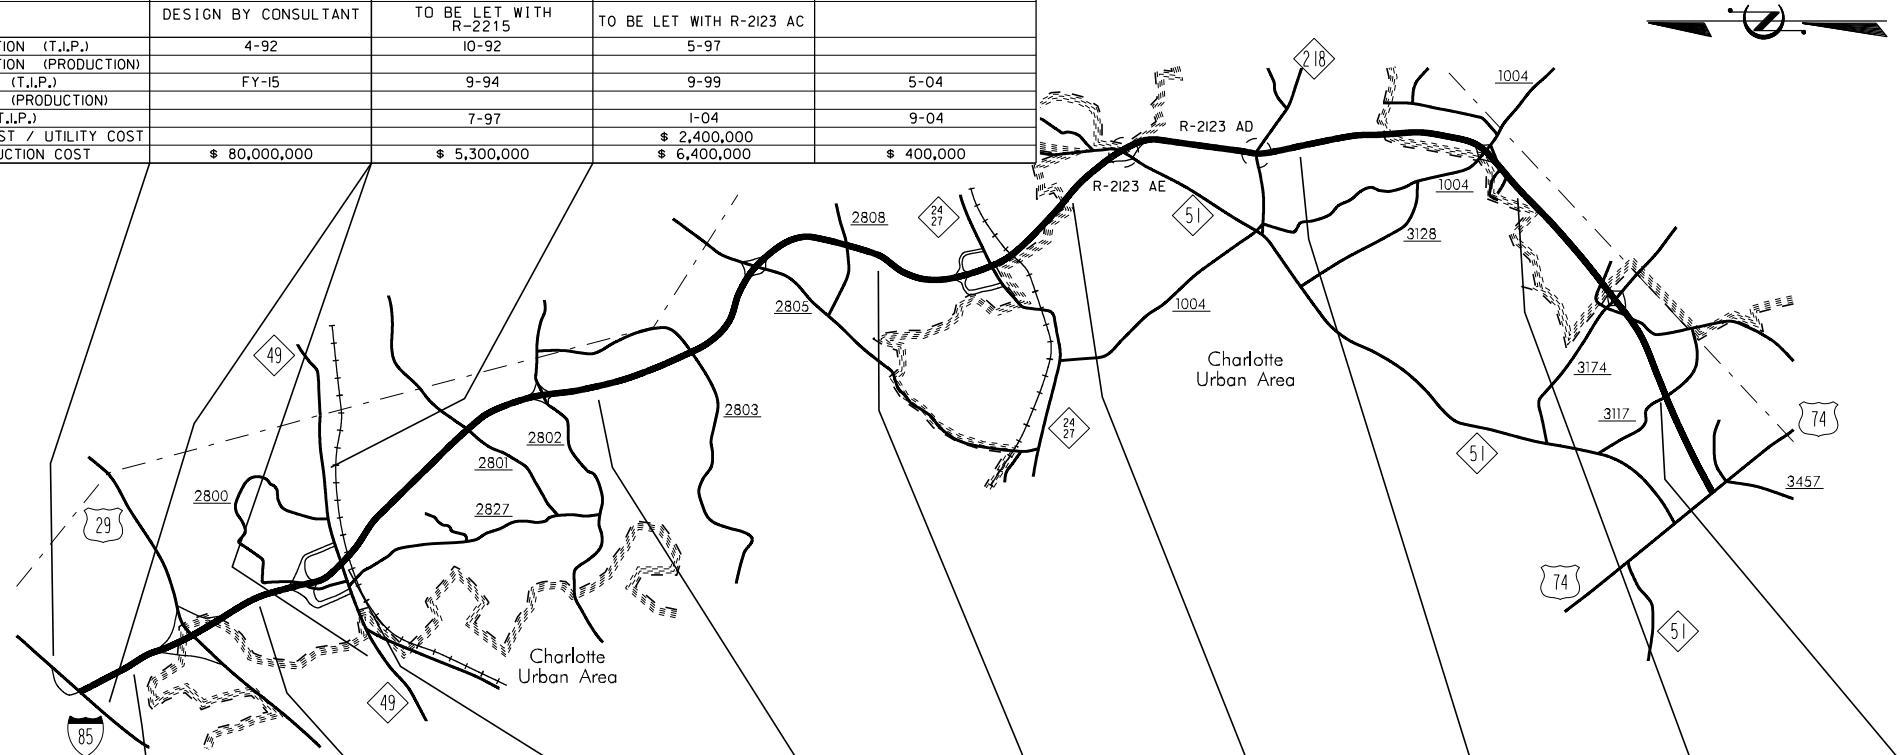 DESIGN BY CONSULTANT
TO BE LET WITH
R-2215
TO BE LET WITH R-2123 AC
TION (T.I.P.) 4-92 10-92 5-97
TION (PRODUCTION)
(T.I.P.) FY-15 9-94 9-99 5-04
(PRODUCTION)
T.I.P.) 7-97 1-04 9-04
ST / UTILITY COST $ 2,400,000
UCTION COST $ 80,000,000 $ 5,300,000 $ 6,400,000 $ 400,000
218
1004
R-2123 AD
R-2123 AE
1004
51
3128
2808
24
27
2805
1004
49
Charlotte
Urban Area
3174
2803
3117
74
24
27
2802
51
2801
3457
2800
2827
29
74
51
Charlotte
Urban Area
49
85